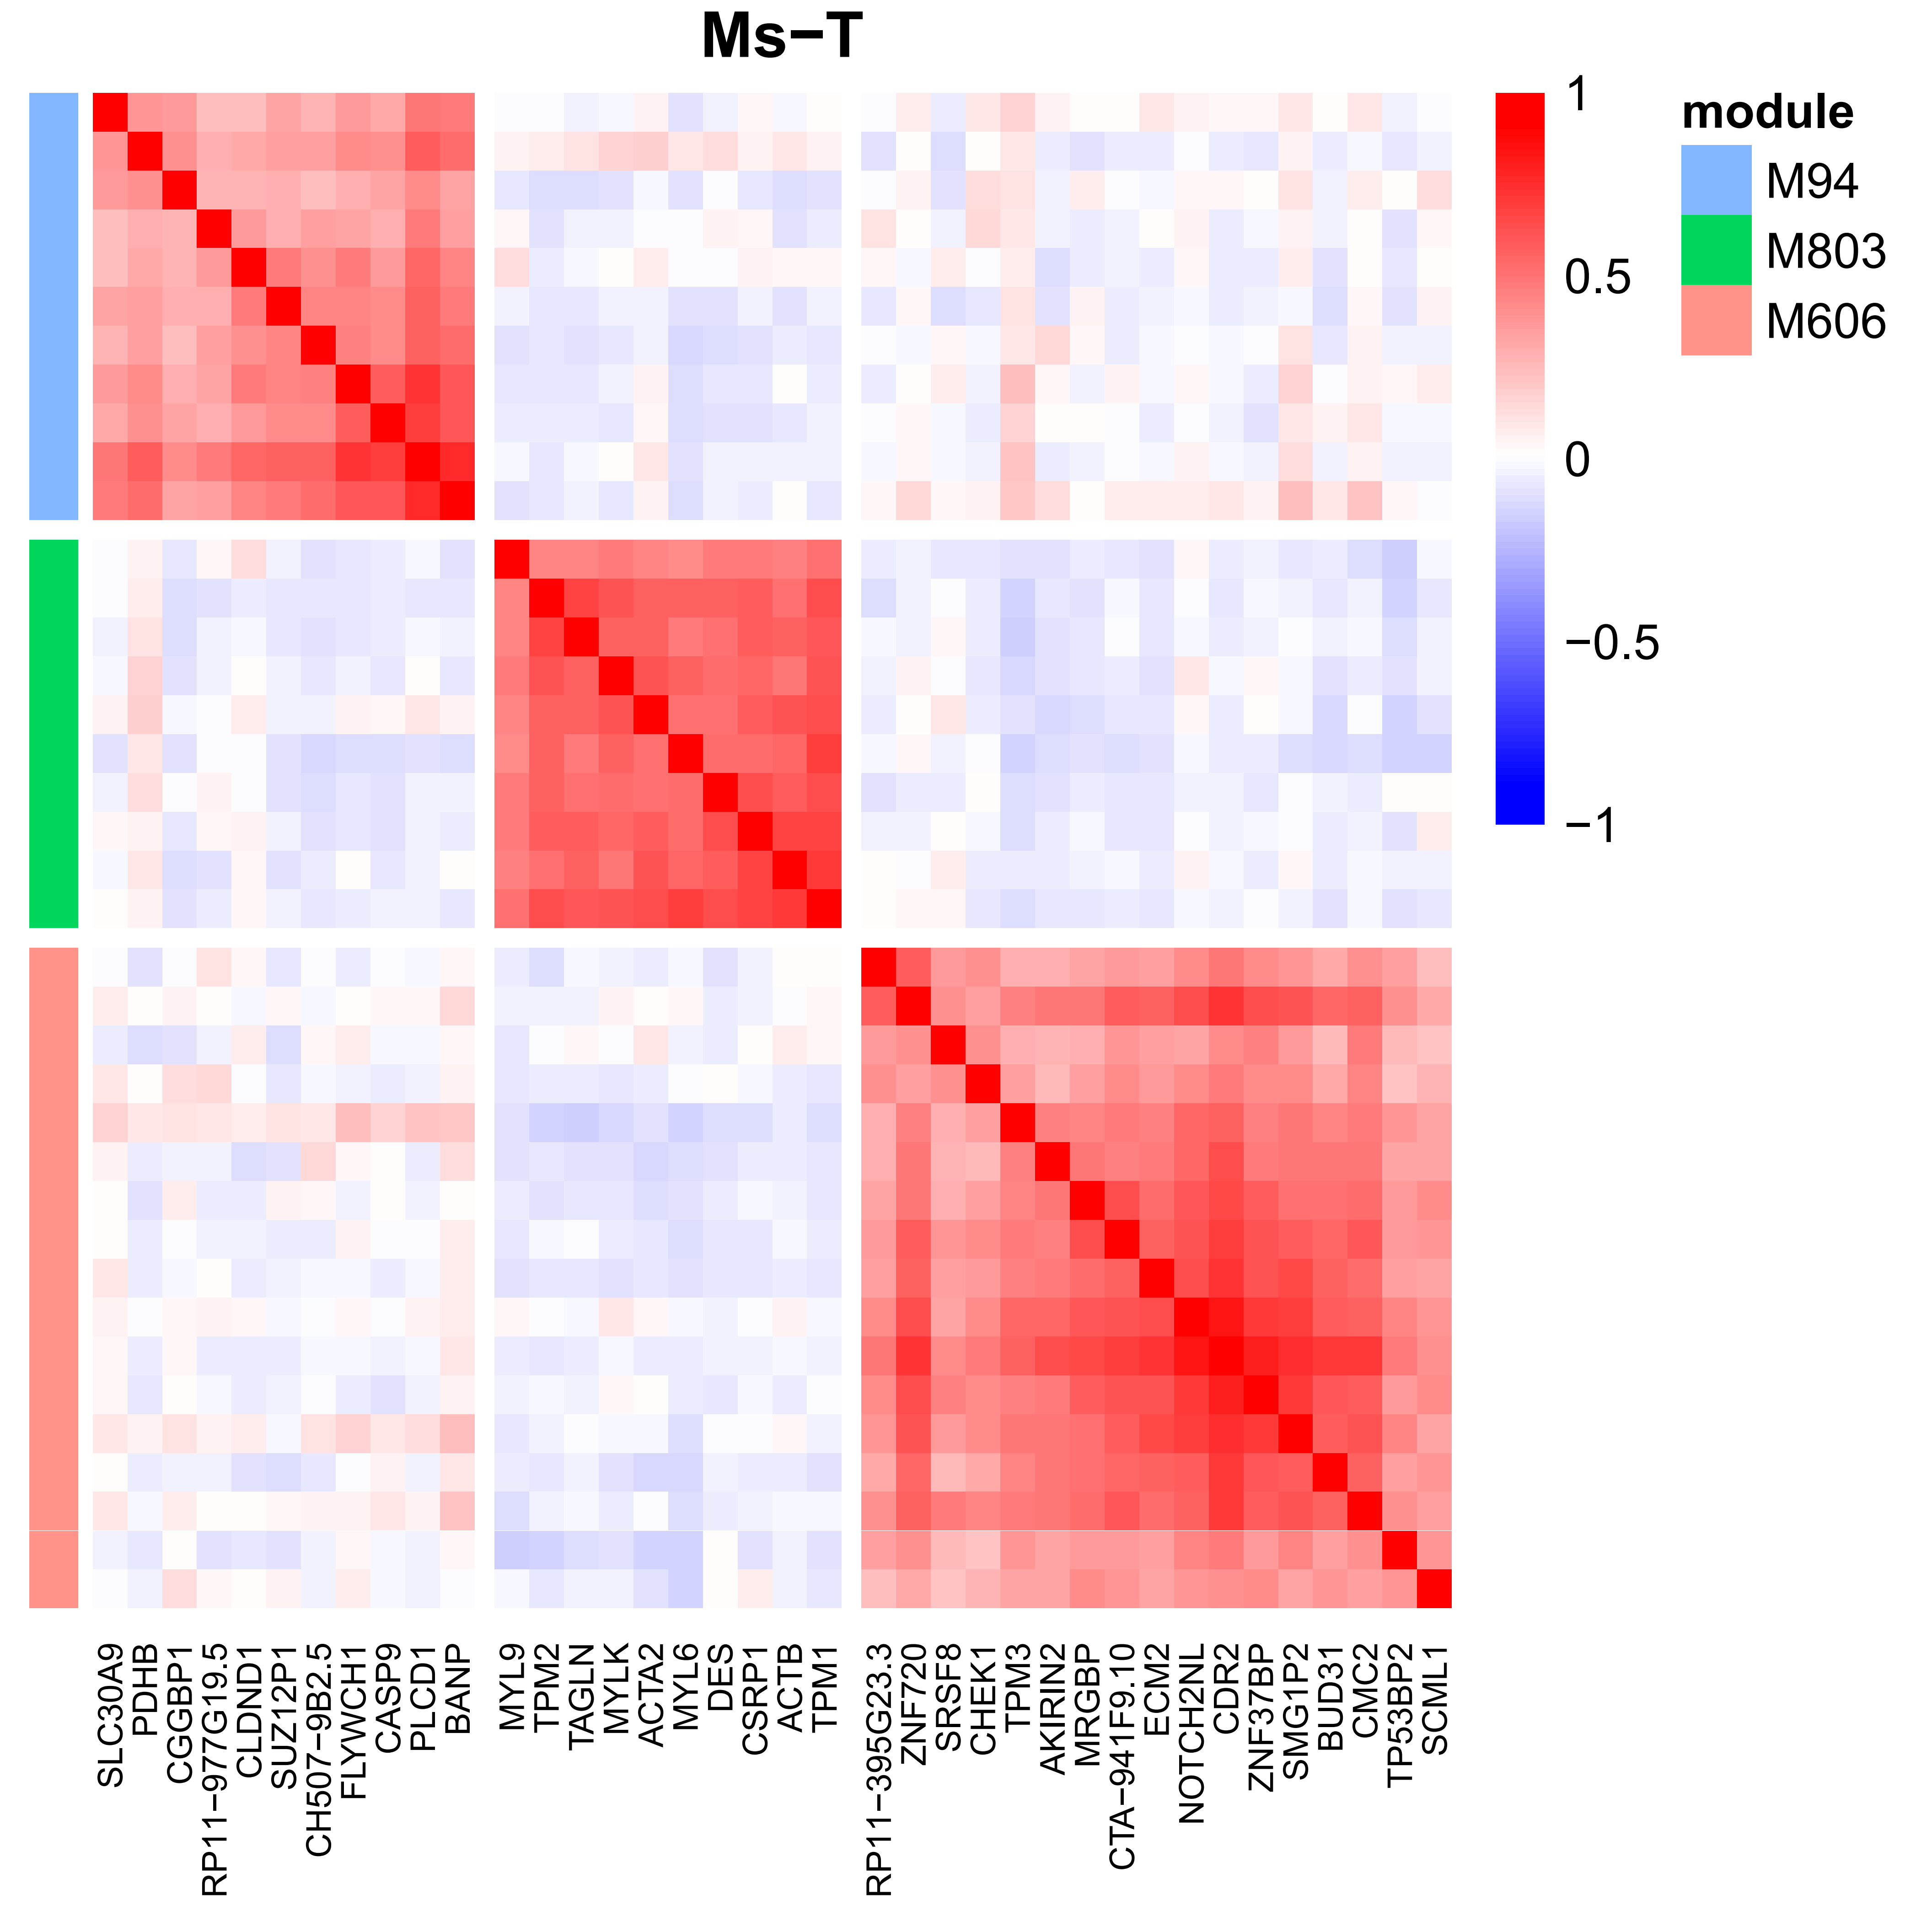 Ms−T
1
0.5
0
−0.5
−1
module
M94
M803
M606
SLC30A9
PDHB
CGGBP1
RP11−977G19.5
CLDND1
SUZ12P1
CH507−9B2.5
FLYWCH1
CASP9
PLCD1
BANP
MYL9
TPM2
TAGLN
MYLK
ACTA2
MYL6
DES
CSRP1
ACTB
TPM1
RP11−395G23.3
ZNF720
SRSF8
CHEK1
TPM3
AKIRIN2
MRGBP
CTA−941F9.10
ECM2
NOTCH2NL
CDR2
ZNF37BP
SMG1P2
BUD31
CMC2
TP53BP2
SCML1